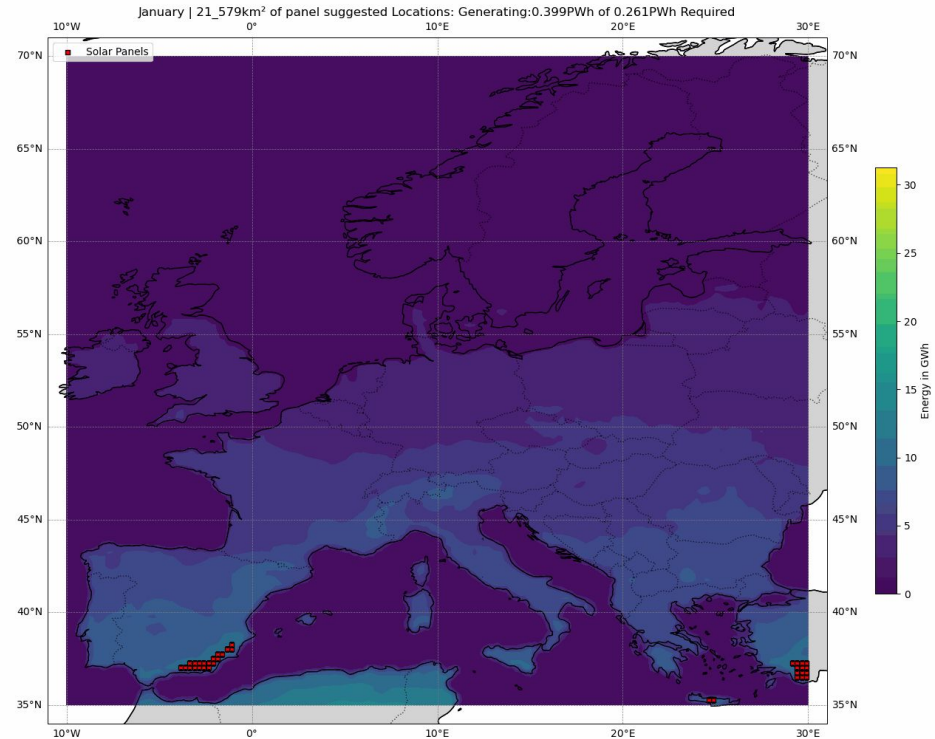 January | 21_579km² of panel suggested Locations: Generating:0.399PWh of 0.261PWh Required
10°W 0° 10°E 20°E 30°E
Solar Panels
70°N 70°N
65°N 65°N
60°N 60°N
55°N 55°N
50°N 50°N
45°N 45°N
40°N 40°N
35°N 35°N
10°W 0° 10°E 20°E 30°E
30
25
20
15
10
5
0
Energy in GWh